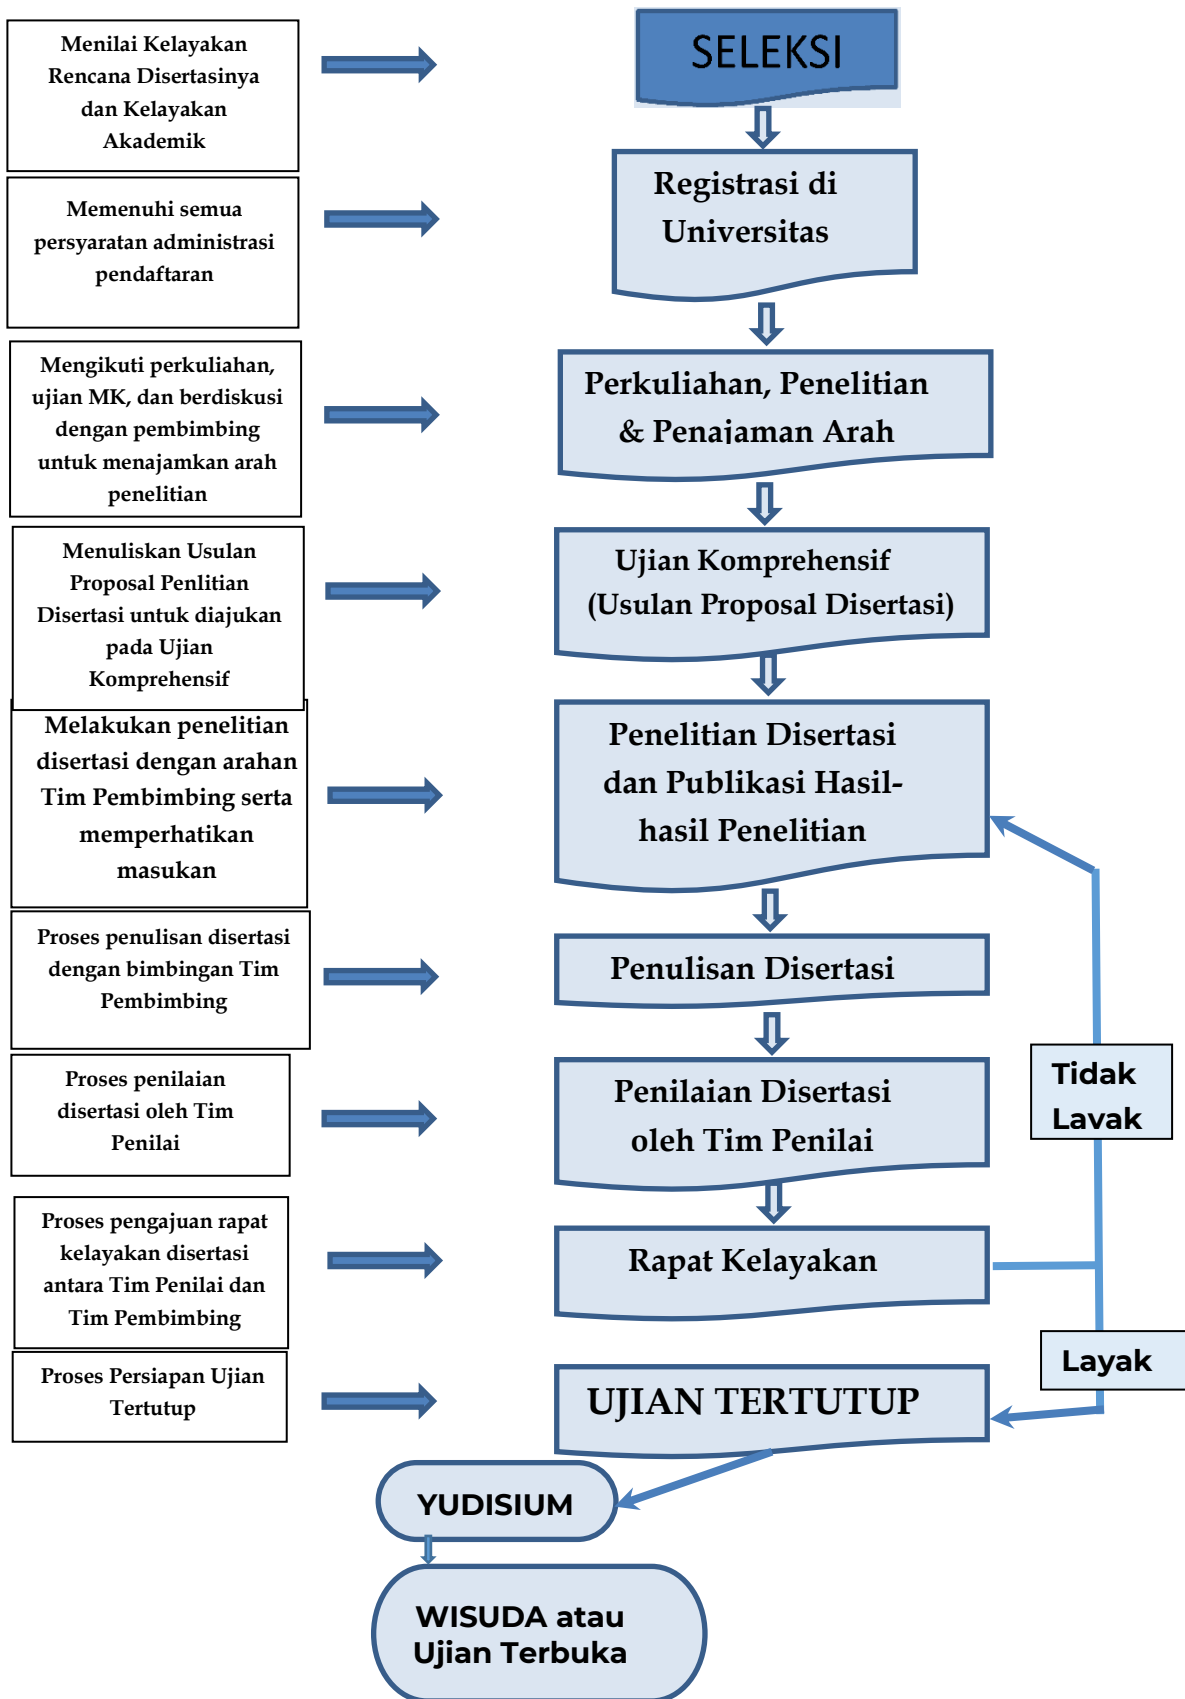 Menilai Kelayakan
Rencana Disertasinya
dan Kelayakan
Akademik
SELEKSI
Memenuhi semua
persyaratan administrasi
pendaftaran
Registrasi di
Universitas
Mengikuti perkuliahan,
ujian MK, dan berdiskusi
dengan pembimbing
untuk menajamkan arah
penelitian
Perkuliahan, Penelitian
& Penajaman Arah
Menuliskan Usulan
Proposal Penlitian
Disertasi untuk diajukan
pada Ujian
Komprehensif
Ujian Komprehensif
(Usulan Proposal Disertasi)
Melakukan penelitian
disertasi dengan arahan
Tim Pembimbing serta
memperhatikan
masukan
Penelitian Disertasi
dan Publikasi Hasil-
hasil Penelitian
Proses penulisan disertasi
dengan bimbingan Tim
Pembimbing
Penulisan Disertasi
Proses penilaian
disertasi oleh Tim
Penilai
Penilaian Disertasi
oleh Tim Penilai
Tidak
Layak
Proses pengajuan rapat
kelayakan disertasi
antara Tim Penilai dan
Tim Pembimbing
Rapat Kelayakan
Layak
Proses Persiapan Ujian
Tertutup
UJIAN TERTUTUP
YUDISIUM
WISUDA atau
Ujian Terbuka